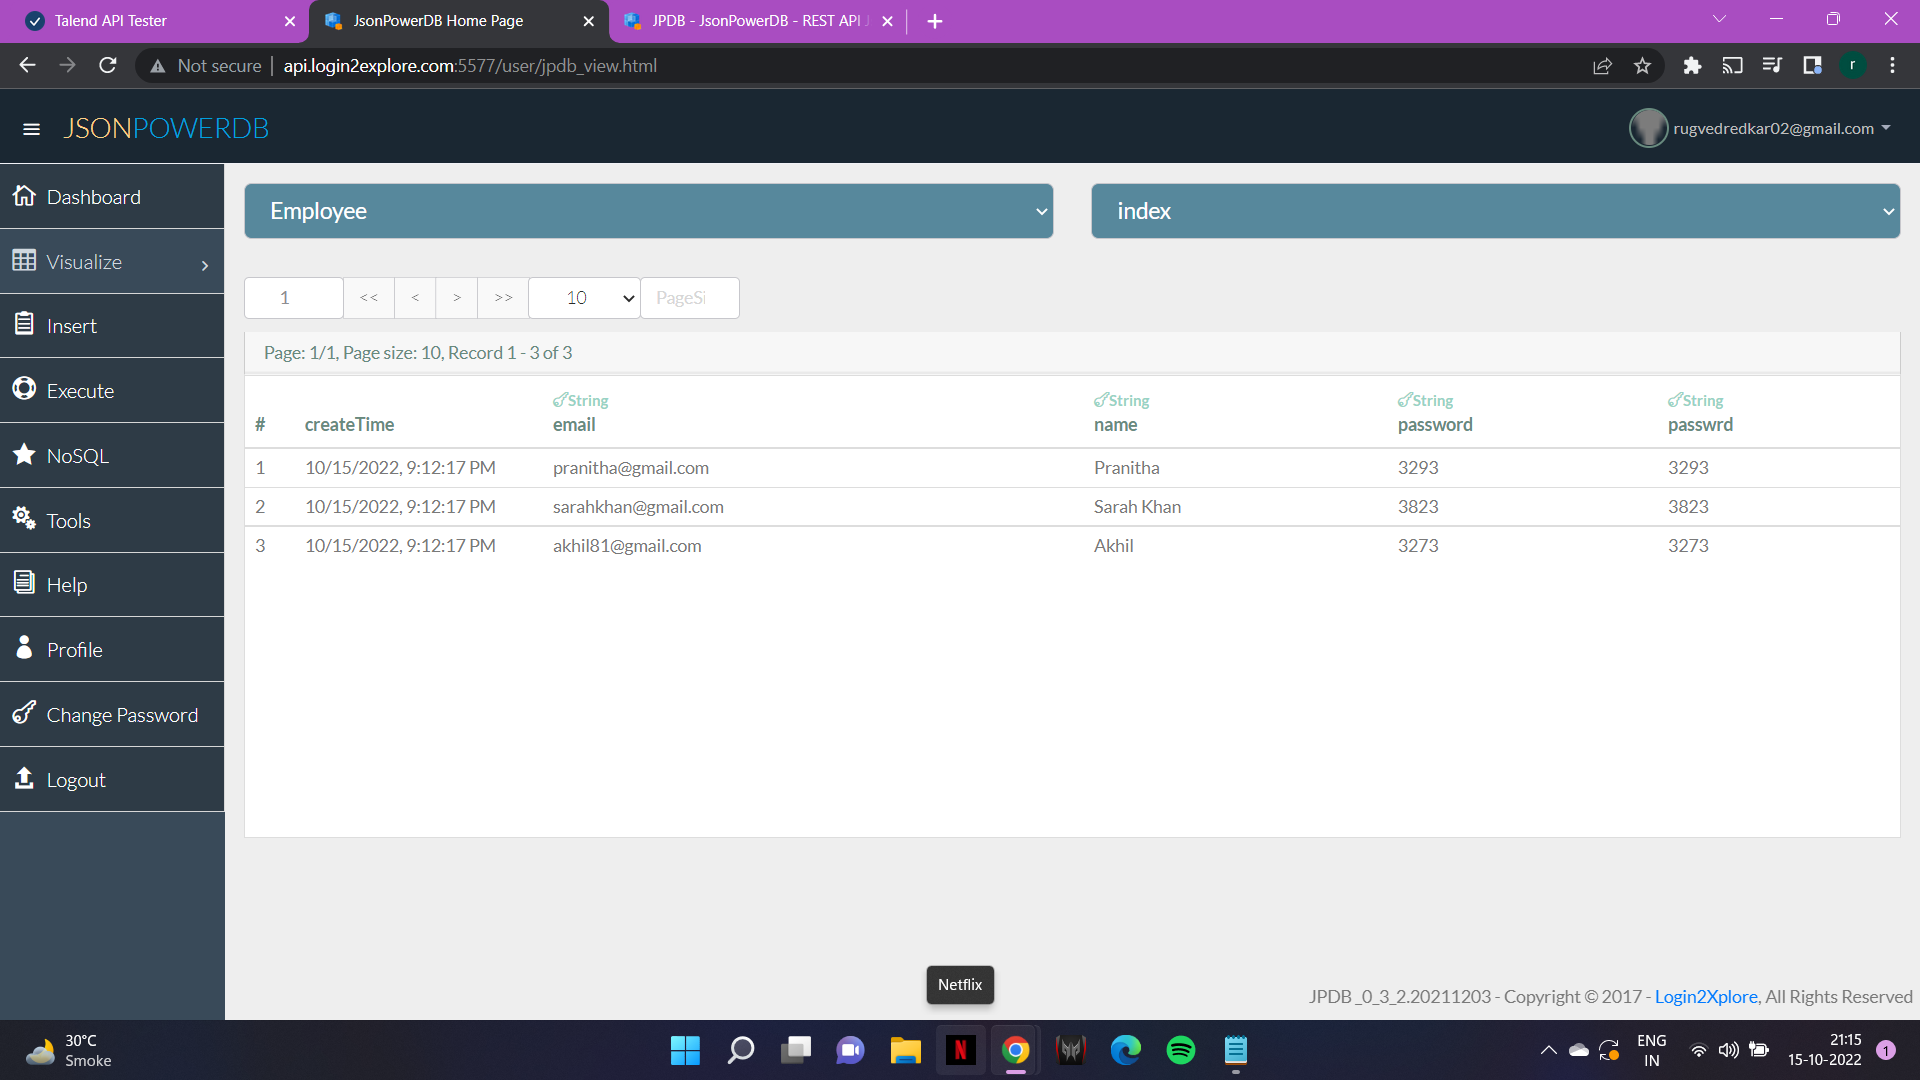 Talend API Tester
JsonPowerDB Home Page
JPDB - JsonPowerDB - REST API J
Not secure
api.login2explore.com:5577/user/jpdb_view.html
r
JSONPOWERDB
rugvedredkar02@gmail.com
Dashboard
Visualize
Insert
Execute
NoSQL
Tools
Help
Profile
Change Password
Logout
Employee
index
1 << < > >> 10 PageSi
Page: 1/1, Page size: 10, Record 1 - 3 of 3
String String String String
# createTime email name password passwrd
1 10/15/2022, 9:12:17 PM pranitha@gmail.com Pranitha 3293 3293
2 10/15/2022, 9:12:17 PM sarahkhan@gmail.com Sarah Khan 3823 3823
3 10/15/2022, 9:12:17 PM akhil81@gmail.com Akhil 3273 3273
Netflix
JPDB_0_3_2.20211203 - Copyright © 2017 - Login2Xplore, All Rights Reserved
30°C
Smoke
N
ENG
IN
21:15
15-10-2022
1